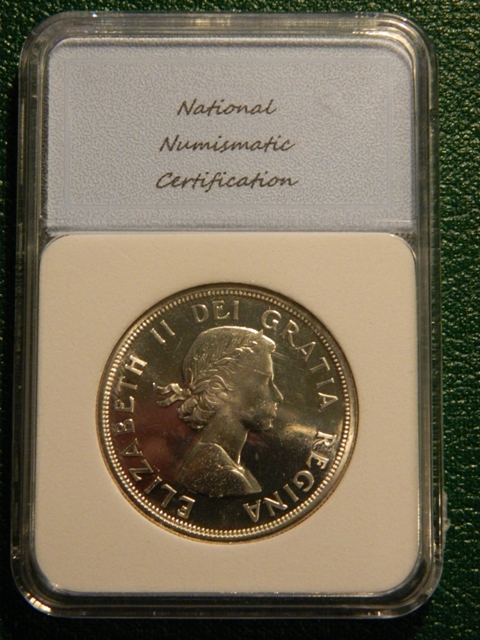 National
Numismatic
Certification
ELIZABETH II DEI GRATIA REGINA